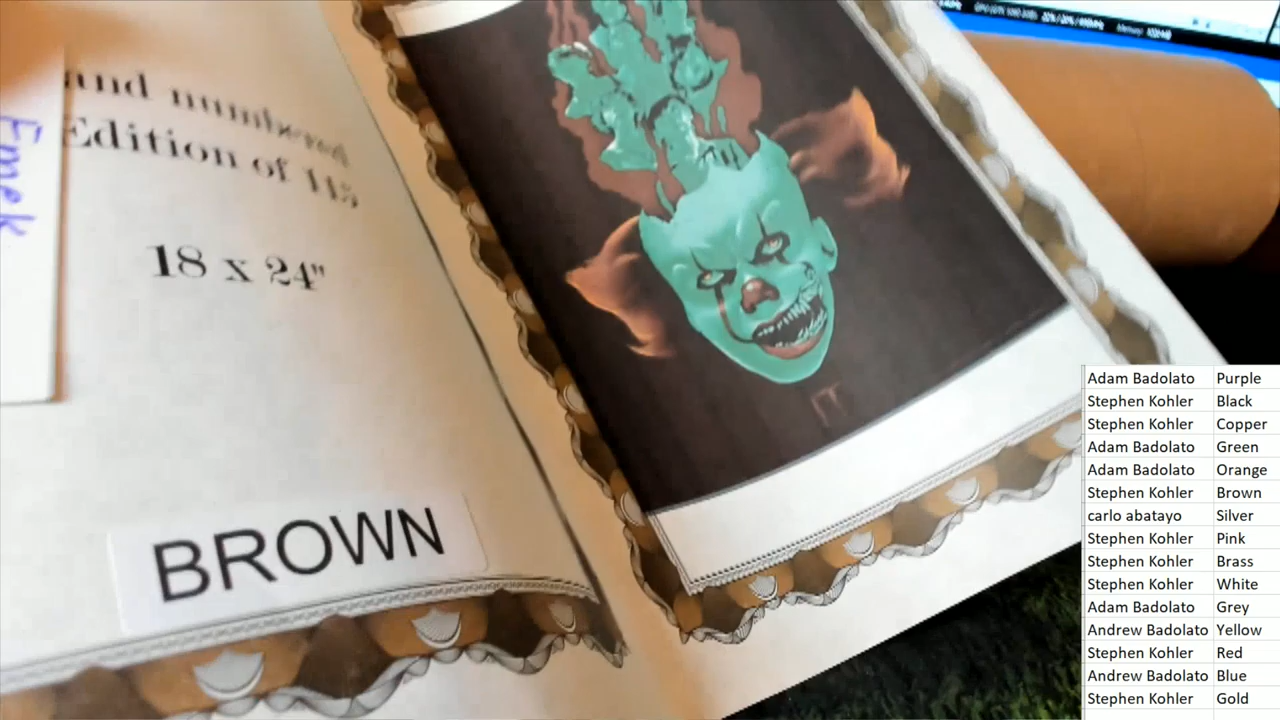 and numbered
Edition of 115
18 x 24"
BROWN
Emek
IT
Adam Badolato Purple
Stephen Kohler Black
Stephen Kohler Copper
Adam Badolato Green
Adam Badolato Orange
Stephen Kohler Brown
carlo abatayo Silver
Stephen Kohler Pink
Stephen Kohler Brass
Stephen Kohler White
Adam Badolato Grey
Andrew Badolato Yellow
Stephen Kohler Red
Andrew Badolato Blue
Stephen Kohler Gold